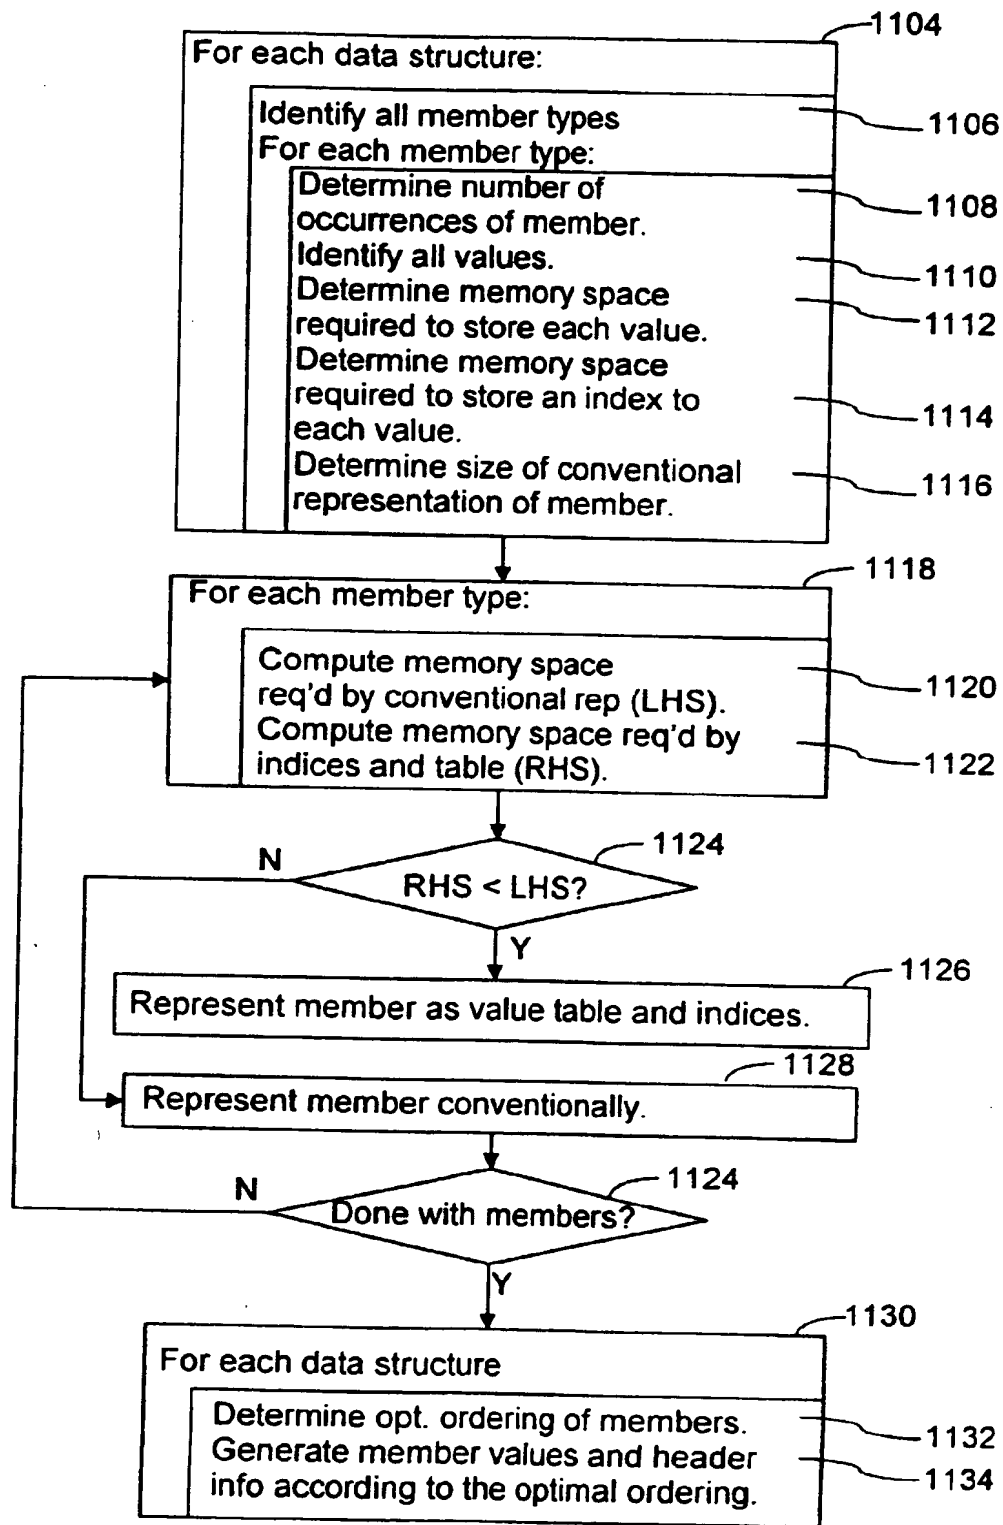 1104
For each data structure:
Identify all member types
1106
For each member type:
Determine number of
1108
occurrences of member.
Identify all values.
1110
Determine memory space
1112
required to store each value.
Determine memory space
required to store an index to
1114
each value.
Determine size of conventional
1116
representation of member.
1118
For each member type:
Compute memory space
1120
req'd by conventional rep (LHS).
Compute memory space req'd by
1122
indices and table (RHS).
1124
N
RHS < LHS?
Y
1126
Represent member as value table and indices.
1128
Represent member conventionally.
1124
N
Done with members?
Y
1130
For each data structure
Determine opt. ordering of members.
1132
Generate member values and header
1134
info according to the optimal ordering.